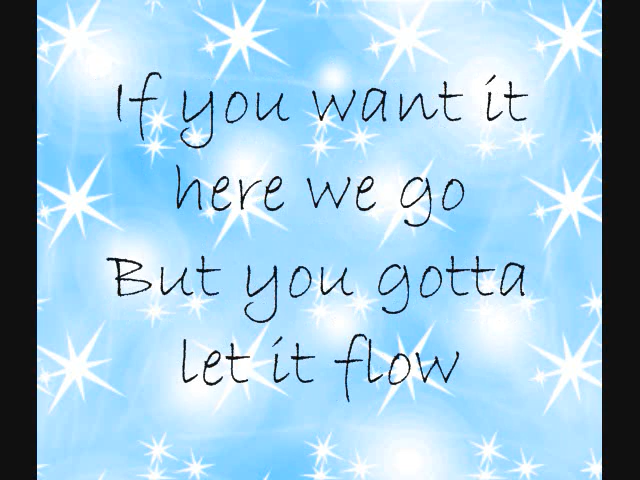 If you want it
here we go
But you gotta
let it flow